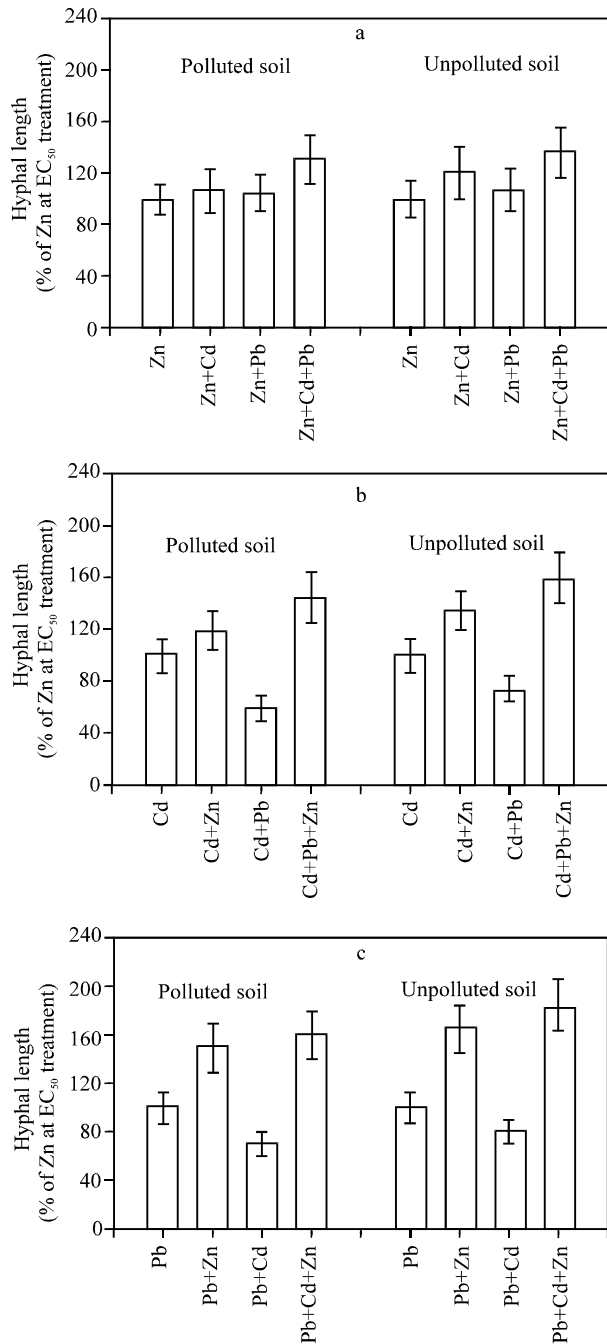 a
Polluted soil
Unpolluted soil
Hyphal length
(% of Zn at EC50 treatment)
240
200
160
120
80
40
0
Zn
Zn+Cd
Zn+Pb
Zn+Cd+Pb
Zn
Zn+Cd
Zn+Pb
Zn+Cd+Pb
b
Polluted soil
Unpolluted soil
Hyphal length
(% of Zn at EC50 treatment)
240
200
160
120
80
40
0
Cd
Cd+Zn
Cd+Pb
Cd+Pb+Zn
Cd
Cd+Zn
Cd+Pb
Cd+Pb+Zn
c
Polluted soil
Unpolluted soil
Hyphal length
(% of Zn at EC50 treatment)
240
200
160
120
80
40
0
Pb
Pb+Zn
Pb+Cd
Pb+Cd+Zn
Pb
Pb+Zn
Pb+Cd
Pb+Cd+Zn